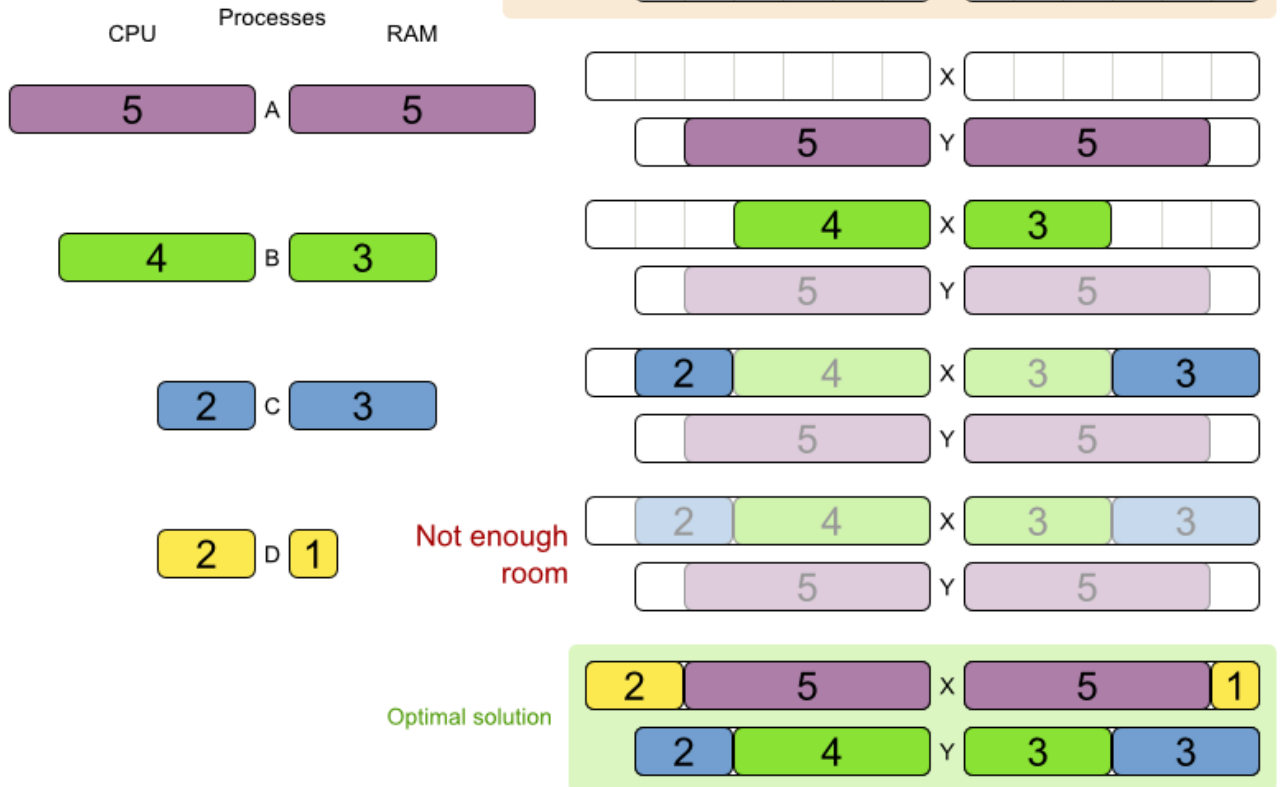 Processes
CPU RAM
X
5 A 5
5 Y 5
4 X 3
4 B 3
5 Y 5
2 4 X 3 3
2 C 3
5 Y 5
Not enough
room
2 4 X 3 3
2 D 1
5 Y 5
2 5 X 5 1
Optimal solution
2 4 Y 3 3